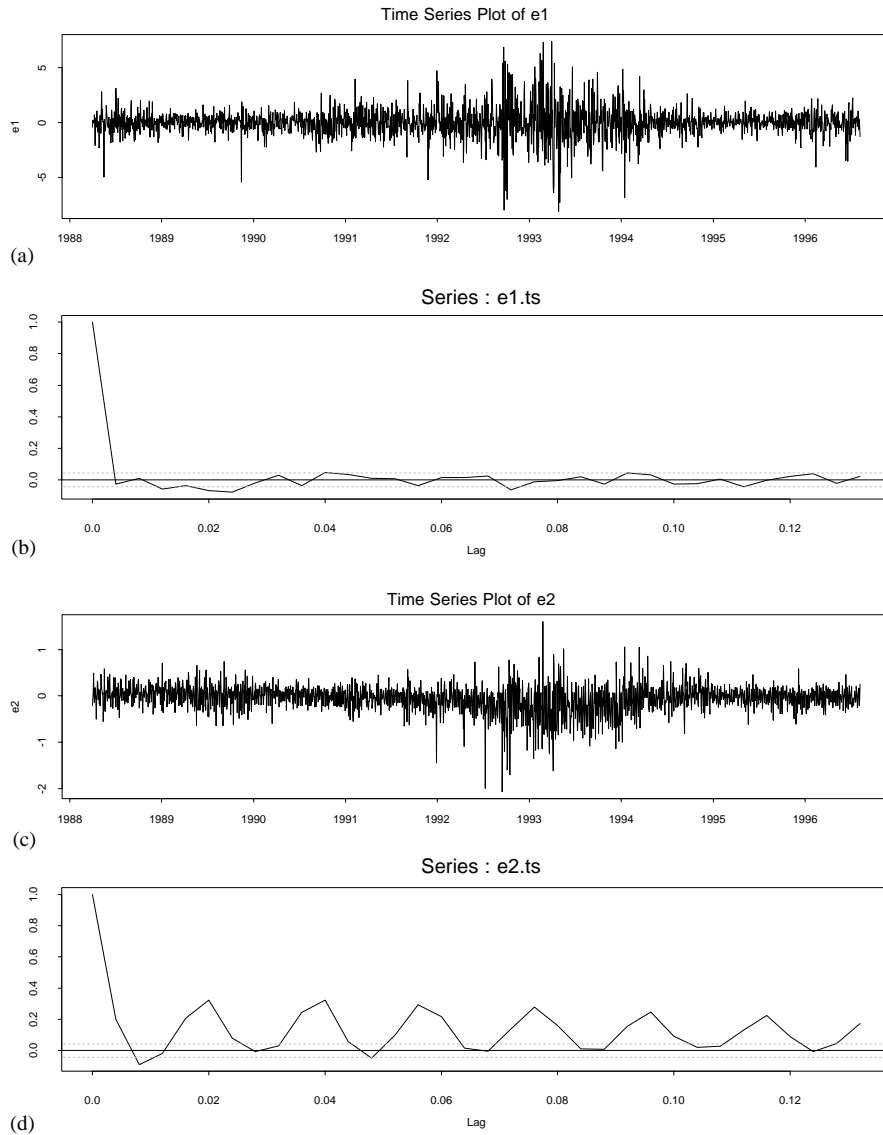 Time Series Plot of e1
5
0
-5
e1
1988 1989 1990 1991 1992 1993 1994 1995 1996
(a)
Series : e1.ts
1.0
0.8
0.6
0.4
0.2
0.0
0.0 0.02 0.04 0.06 0.08 0.10 0.12
Lag
(b)
Time Series Plot of e2
1
0
-1
-2
e2
1988 1989 1990 1991 1992 1993 1994 1995 1996
(c)
Series : e2.ts
1.0
0.8
0.6
0.4
0.2
0.0
0.0 0.02 0.04 0.06 0.08 0.10 0.12
Lag
(d)